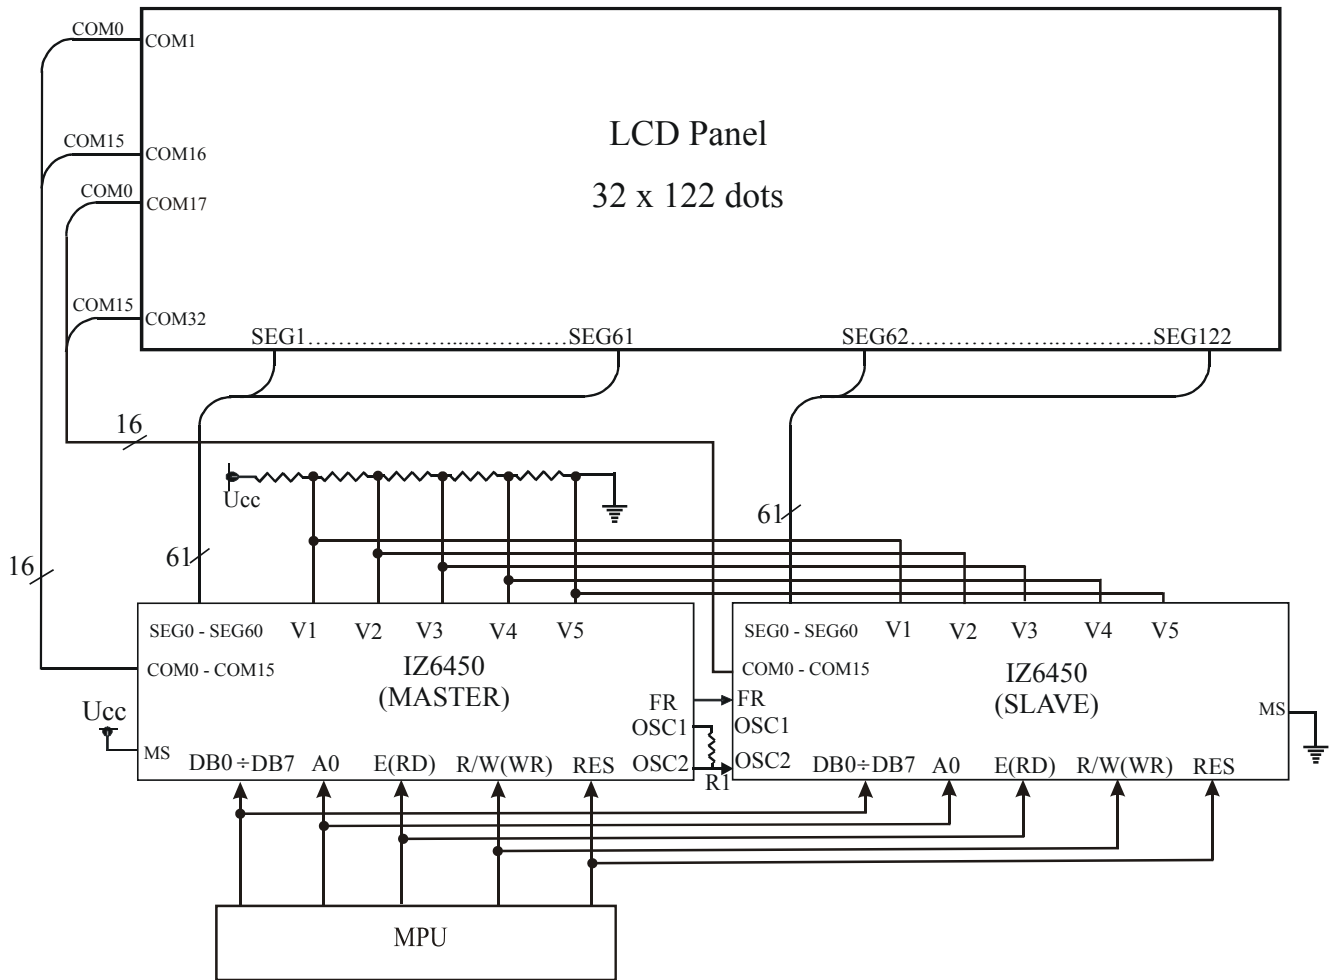 COM0
COM1
LCD Panel
COM15
COM16
32 x 122 dots
COM0
COM17
COM15
COM32
SEG1......................................SEG61
SEG62......................................SEG122
16
Ucc
61
61
16
SEG0 - SEG60 V1 V2 V3 V4 V5
COM0 - COM15
IZ6450
(MASTER)
FR
Ucc
OSC1
MS
DB0÷DB7 A0 E(RD) R/W(WR) RES OSC2
R1
SEG0 - SEG60 V1 V2 V3 V4 V5
COM0 - COM15
IZ6450
(SLAVE)
FR
MS
OSC1
OSC2
DB0÷DB7 A0 E(RD) R/W(WR) RES
MPU